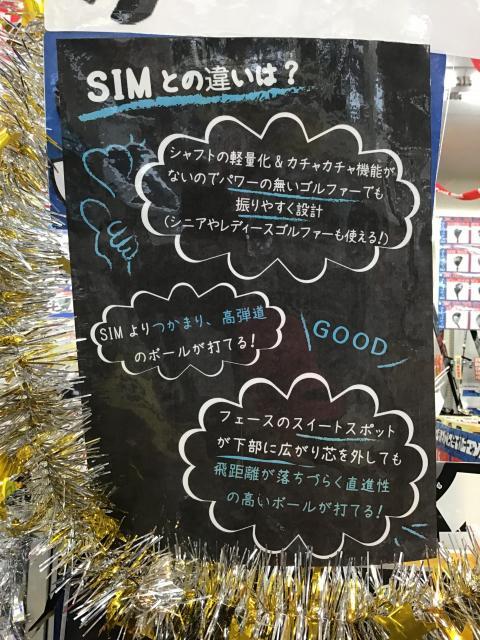 SIMとの違いは？
シャフトの軽量化&カチャカチャ機能が
ないのでパワーの無いゴルファーでも
振りやすく設計
(シニアやレディースゴルファーも使える!)
SIMよりつかまり、高弾道
のボールが打てる!
GOOD
フェースのスイートスポット
が下部に広がり芯を外しても
飛距離が落ちづらく直進性
の高いボールが打てる!